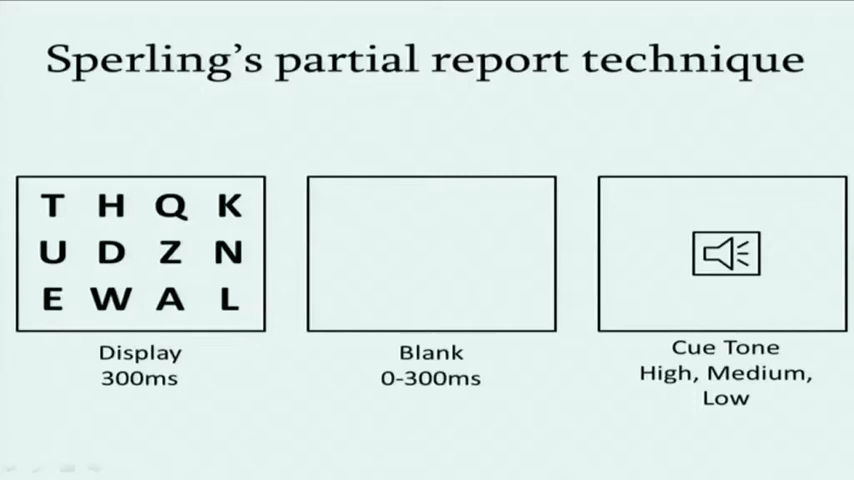 Sperling's partial report technique
T H Q K
U D Z N
E W A L
Display
300ms
Blank
0-300ms
Cue Tone
High, Medium,
Low